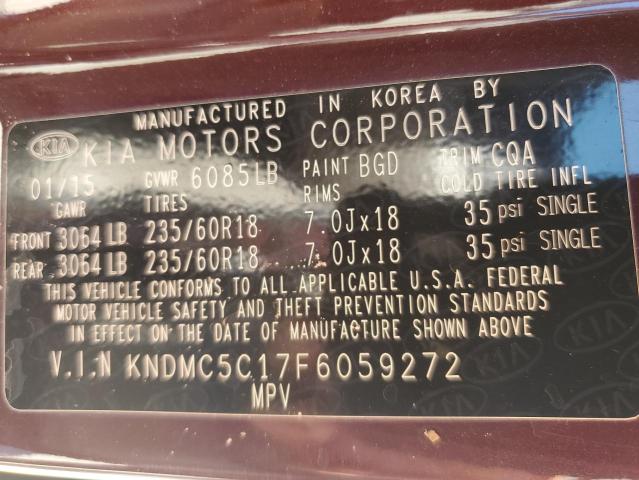 MANUFACTURED IN KOREA BY
KIA KIA MOTORS CORPORATION
01/15 GVWR 6085LB PAINT BGD TRIM CQA
GAWR TIRES RIMS COLD TIRE INFL
FRONT 3064 LB 235/60R18 7.0Jx18 35 psi SINGLE
REAR 3064 LB 235/60R18 7.0Jx18 35 psi SINGLE
THIS VEHICLE CONFORMS TO ALL APPLICABLE U.S.A. FEDERAL
MOTOR VEHICLE SAFETY AND THEFT PREVENTION STANDARDS
IN EFFECT ON THE DATE OF MANUFACTURE SHOWN ABOVE
V.I.N KNDMC5C17F6059272
MPV